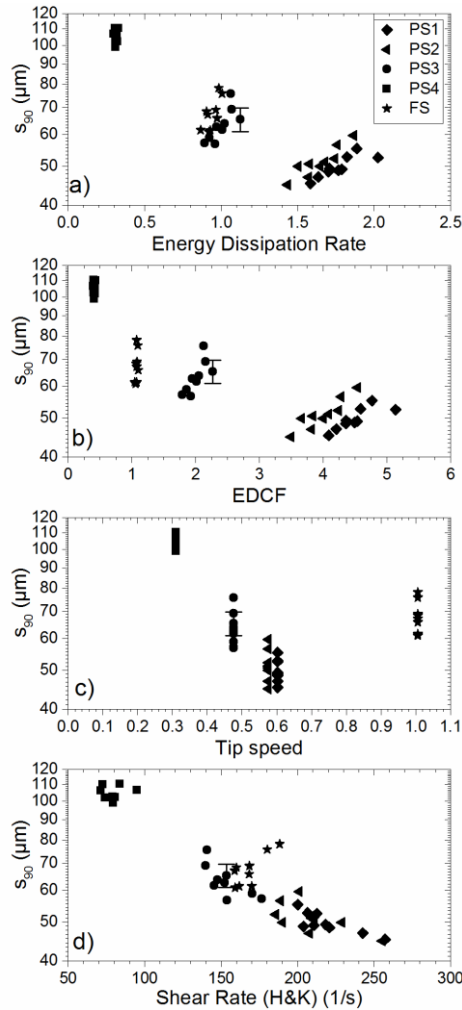 120
110
100
90
80
70
60
50
40
s90 (µm)
PS1
PS2
PS3
PS4
FS
a)
0.0 0.5 1.0 1.5 2.0 2.5
Energy Dissipation Rate
120
110
100
90
80
70
60
50
40
s90 (µm)
b)
0 1 2 3 4 5 6
EDCF
120
110
100
90
80
70
60
50
40
s90 (µm)
c)
0.0 0.1 0.2 0.3 0.4 0.5 0.6 0.7 0.8 0.9 1.0 1.1
Tip speed
120
110
100
90
80
70
60
50
40
s90 (µm)
d)
50 100 150 200 250 300
Shear Rate (H&K) (1/s)